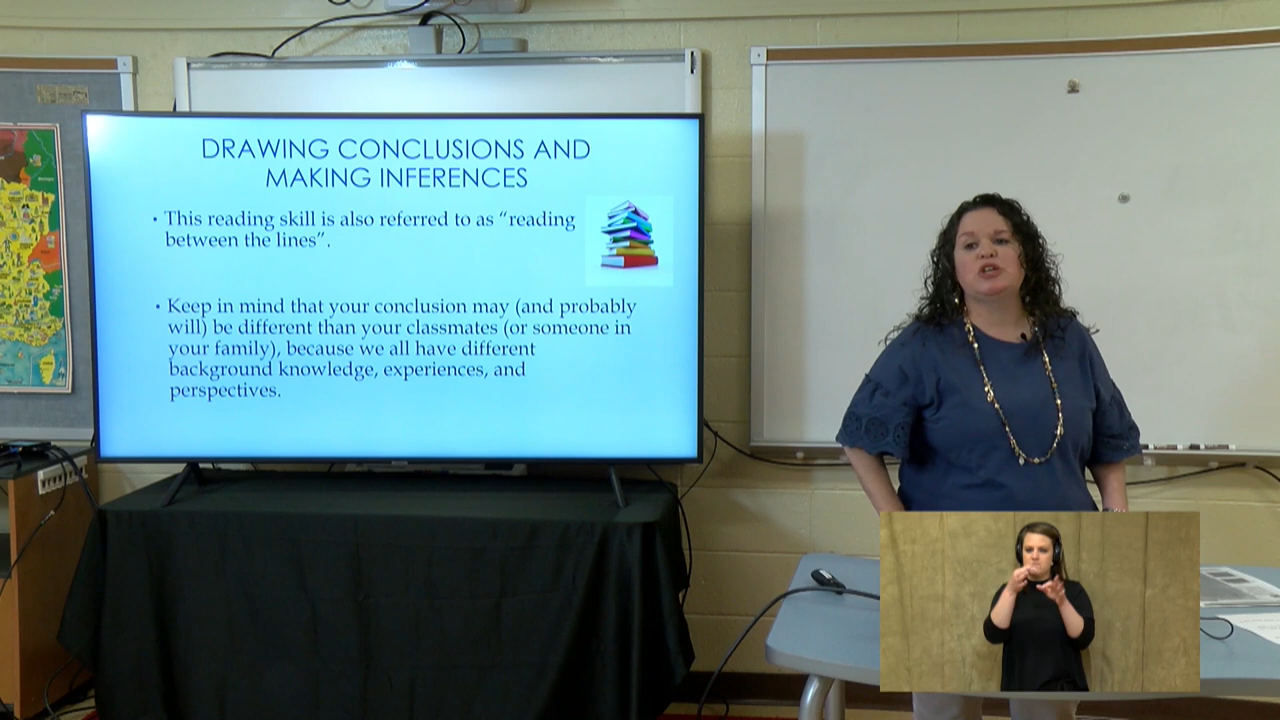 DRAWING CONCLUSIONS AND
MAKING INFERENCES
• This reading skill is also referred to as “reading
between the lines”.
• Keep in mind that your conclusion may (and probably
will) be different than your classmates (or someone in
your family), because we all have different
background knowledge, experiences, and
perspectives.